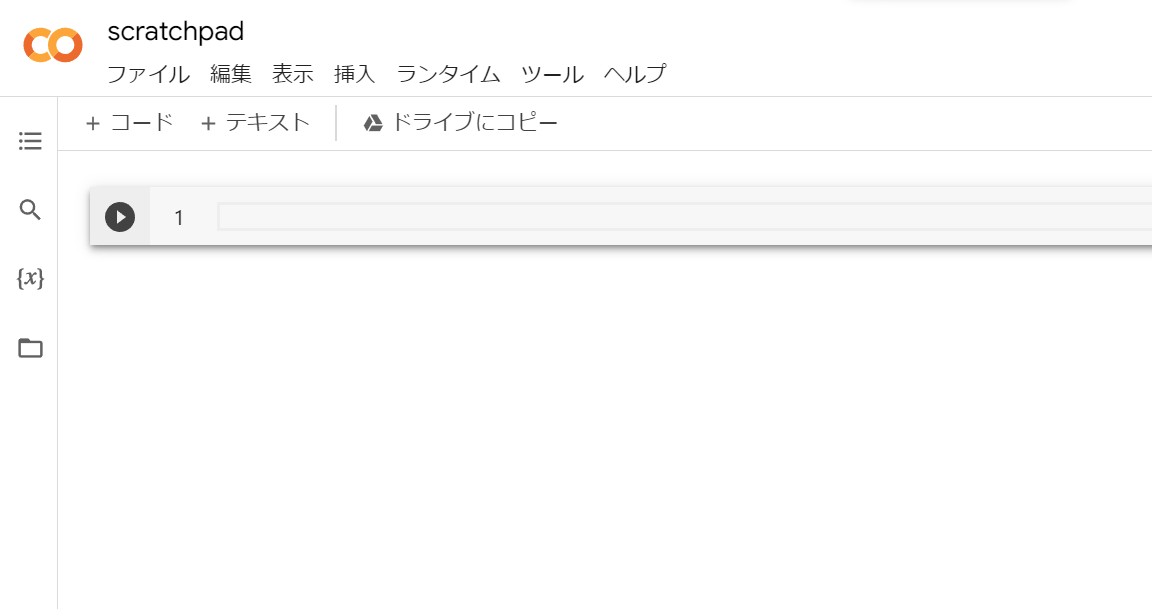 scratchpad
ファイル 編集 表示 挿入 ランタイム ツール ヘルプ
+ コード + テキスト ドライブにコピー
1
{x}